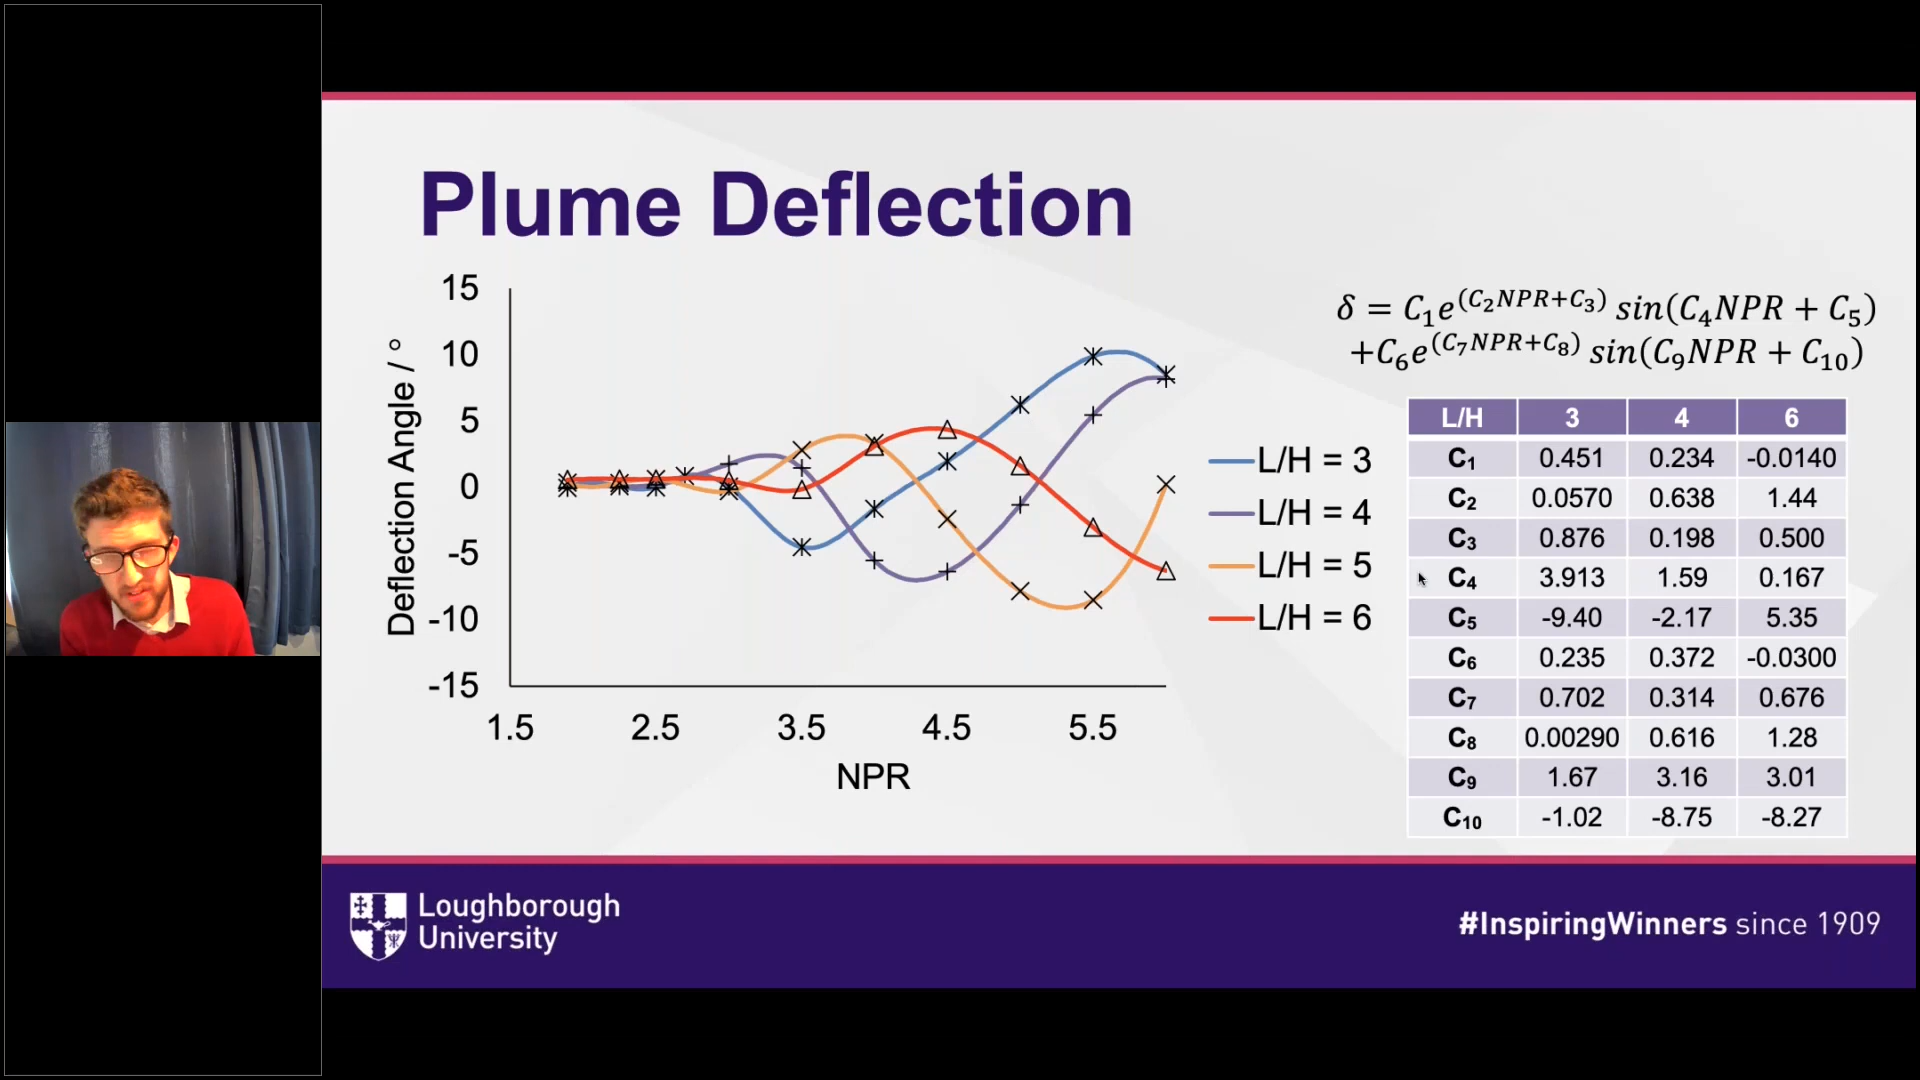 Plume Deflection
15
10
5
0
-5
-10
-15
Deflection Angle / °
1.5 2.5 3.5 4.5 5.5
NPR
L/H = 3
L/H = 4
L/H = 5
L/H = 6
δ = C₁e^(C₂NPR+C₃) sin(C₄NPR + C₅)
+C₆e^(C₇NPR+C₈) sin(C₉NPR + C₁₀)
L/H 3 4 6
C₁ 0.451 0.234 -0.0140
C₂ 0.0570 0.638 1.44
C₃ 0.876 0.198 0.500
C₄ 3.913 1.59 0.167
C₅ -9.40 -2.17 5.35
C₆ 0.235 0.372 -0.0300
C₇ 0.702 0.314 0.676
C₈ 0.00290 0.616 1.28
C₉ 1.67 3.16 3.01
C₁₀ -1.02 -8.75 -8.27
Loughborough
University
#InspiringWinners since 1909